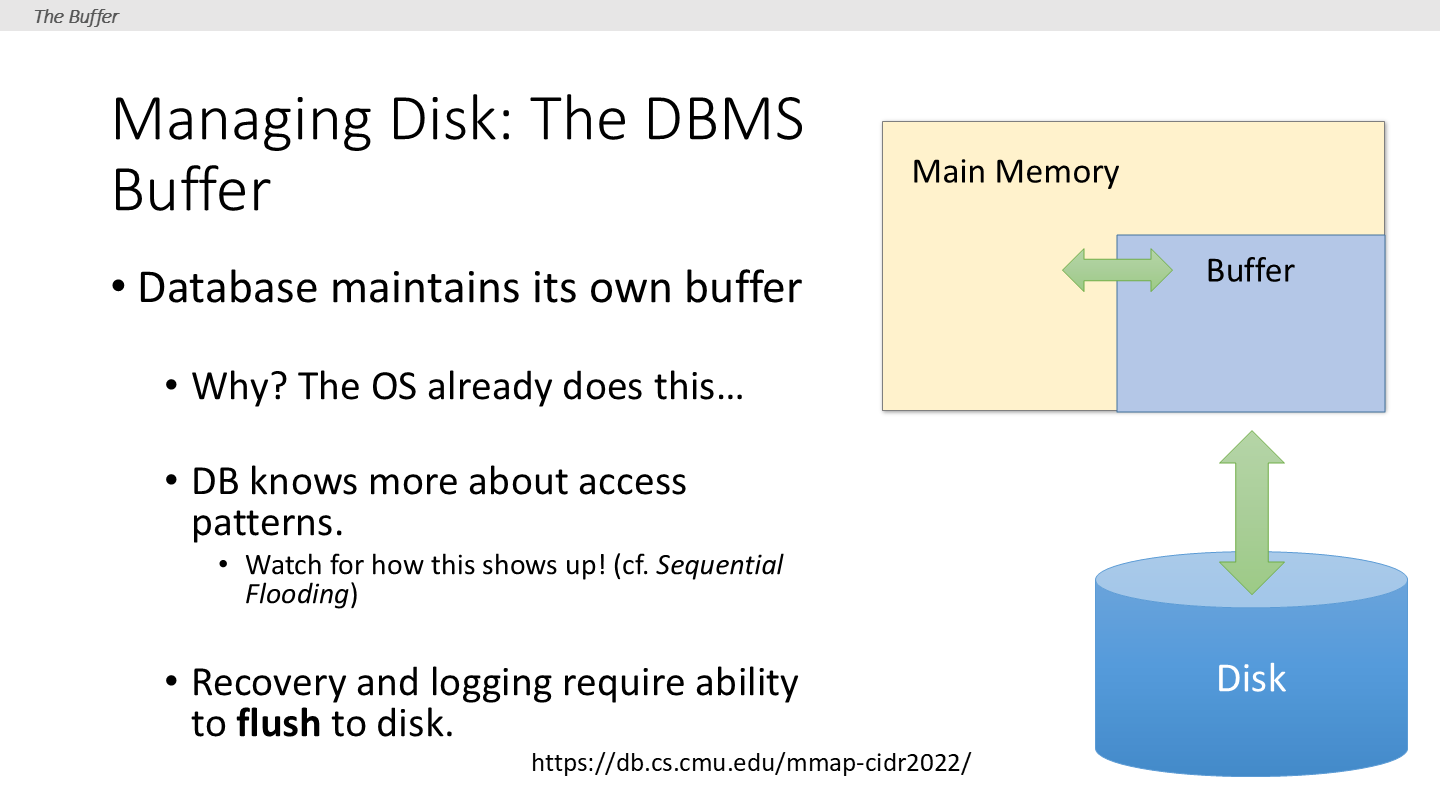 The Buffer
Managing Disk: The DBMS
Buffer
• Database maintains its own buffer
• Why? The OS already does this…
• DB knows more about access
patterns.
• Watch for how this shows up! (cf. Sequential
Flooding)
• Recovery and logging require ability
to flush to disk.
https://db.cs.cmu.edu/mmap-cidr2022/
Main Memory
Buffer
Disk